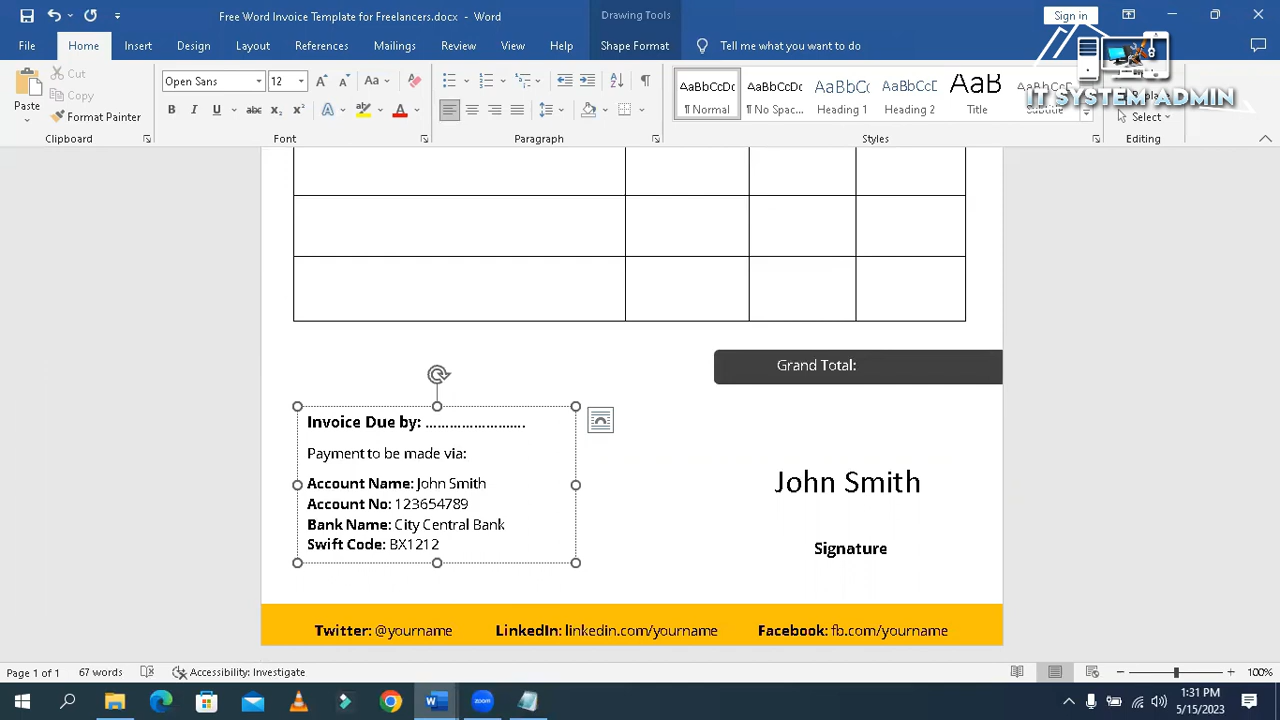 Free Word Invoice Template for Freelancers.docx - Word
Drawing Tools
Sign in
File Home Insert Design Layout References Mailings Review View Help Shape Format Tell me what you want to do
Paste
Cut
Copy
Format Painter
Clipboard
Open Sans 12
Font
Paragraph
AaBbCcDc AaBbCcDc AaBbCc AaBbCcD AaB
¶ Normal ¶ No Spac... Heading 1 Heading 2 Title Subtitle
Styles
Select
Editing
IT SYSTEM ADMIN
Grand Total:
Invoice Due by: ........................
Payment to be made via:
Account Name: John Smith
Account No: 123654789
Bank Name: City Central Bank
Swift Code: BX1212
John Smith
Signature
Twitter: @yourname LinkedIn: linkedin.com/yourname Facebook: fb.com/yourname
Page 1 of 1 67 words Accessibility: Investigate 100%
zoom
1:31 PM
5/15/2023